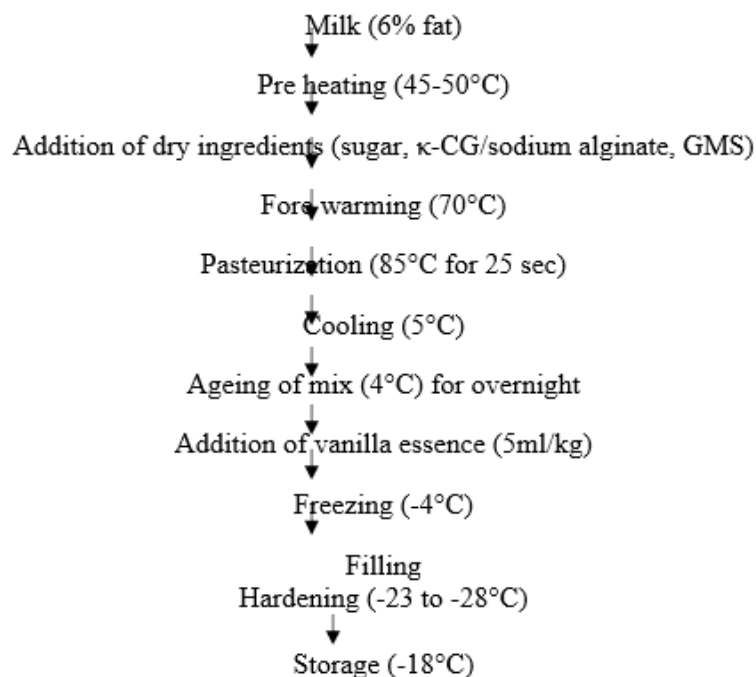 Milk (6% fat)
Pre heating (45-50°C)
Addition of dry ingredients (sugar, κ-CG/sodium alginate, GMS)
Fore warming (70°C)
Pasteurization (85°C for 25 sec)
Cooling (5°C)
Ageing of mix (4°C) for overnight
Addition of vanilla essence (5ml/kg)
Freezing (-4°C)
Filling
Hardening (-23 to -28°C)
Storage (-18°C)